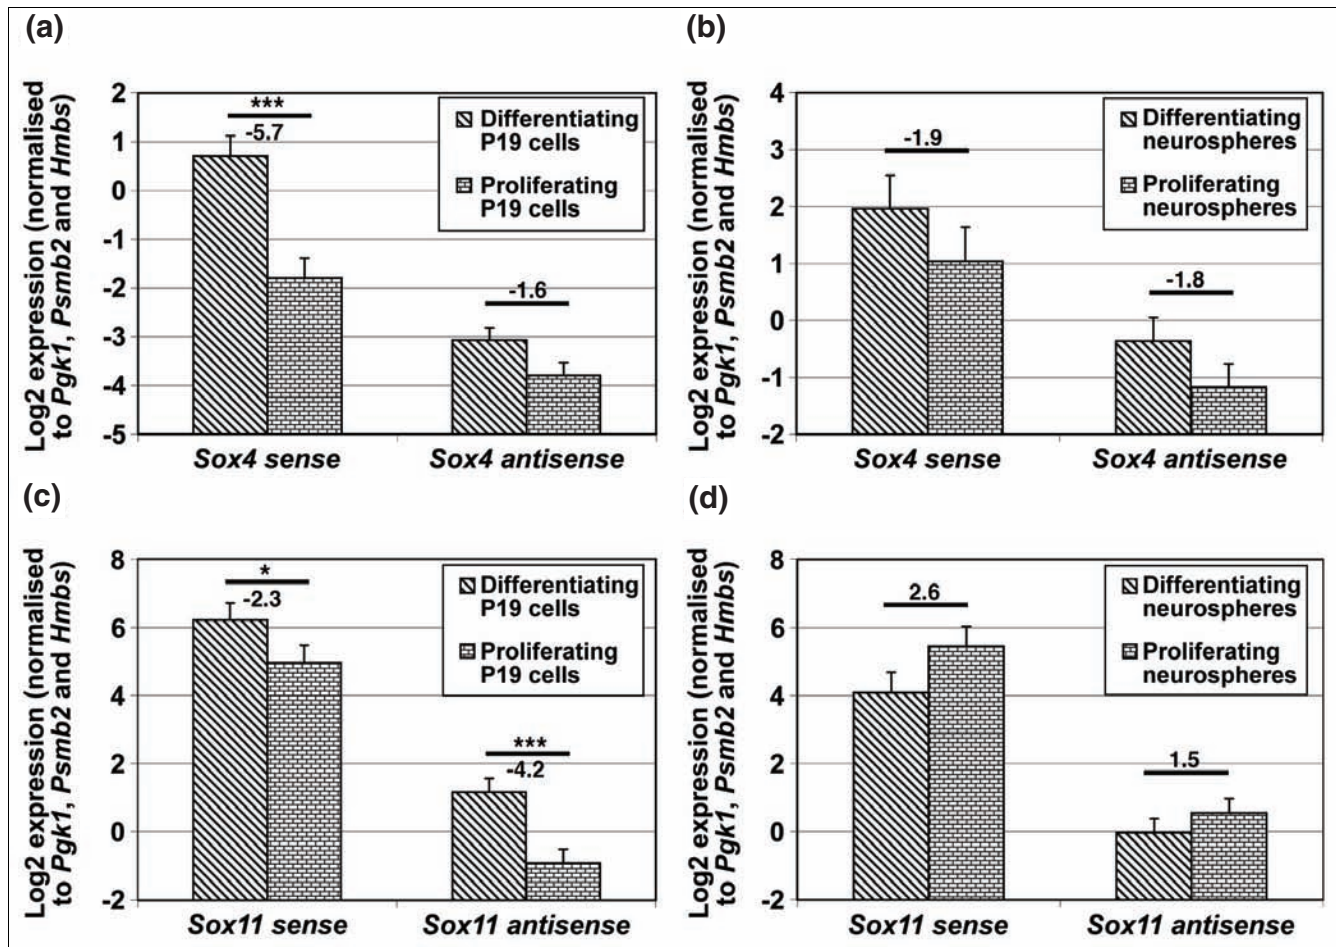 (a)
Log2 expression (normalised
to Pgk1, Psmb2 and Hmbs)
2
1
0
-1
-2
-3
-4
-5
***
-5.7
-1.6
Differentiating
P19 cells
Proliferating
P19 cells
Sox4 sense
Sox4 antisense
(b)
Log2 expression (normalised
to Pgk1, Psmb2 and Hmbs)
4
3
2
1
0
-1
-2
-1.9
-1.8
Differentiating
neurospheres
Proliferating
neurospheres
Sox4 sense
Sox4 antisense
(c)
Log2 expression (normalised
to Pgk1, Psmb2 and Hmbs)
8
6
4
2
0
-2
*
-2.3
***
-4.2
Differentiating
P19 cells
Proliferating
P19 cells
Sox11 sense
Sox11 antisense
(d)
Log2 expression (normalised
to Pgk1, Psmb2 and Hmbs)
8
6
4
2
0
-2
2.6
1.5
Differentiating
neurospheres
Proliferating
neurospheres
Sox11 sense
Sox11 antisense